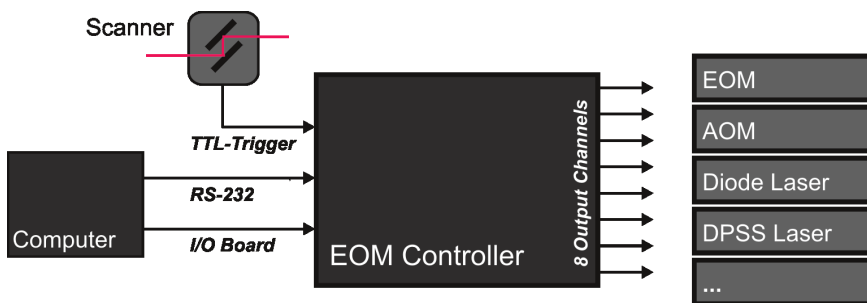 Scanner
TTL-Trigger
RS-232
I/O Board
Computer
EOM Controller
8 Output Channels
EOM
AOM
Diode Laser
DPSS Laser
...